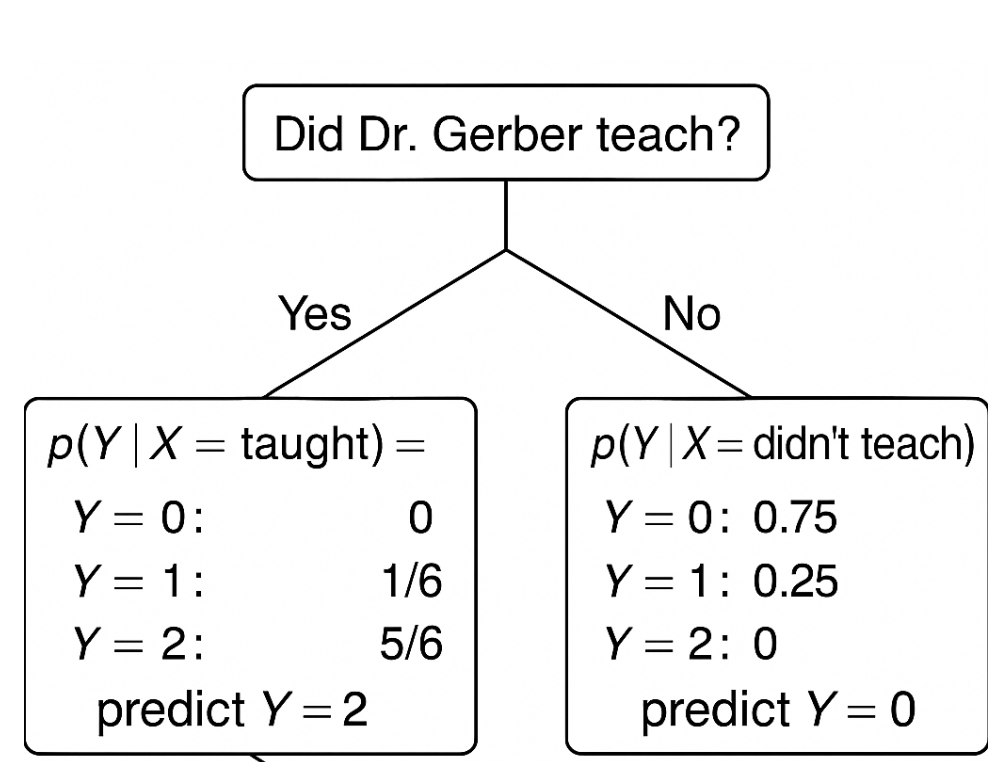 Did Dr. Gerber teach?
Yes
No
p(Y | X = taught) =
Y = 0: 0
Y = 1: 1/6
Y = 2: 5/6
predict Y = 2
p(Y | X = didn't teach)
Y = 0: 0.75
Y = 1: 0.25
Y = 2: 0
predict Y = 0